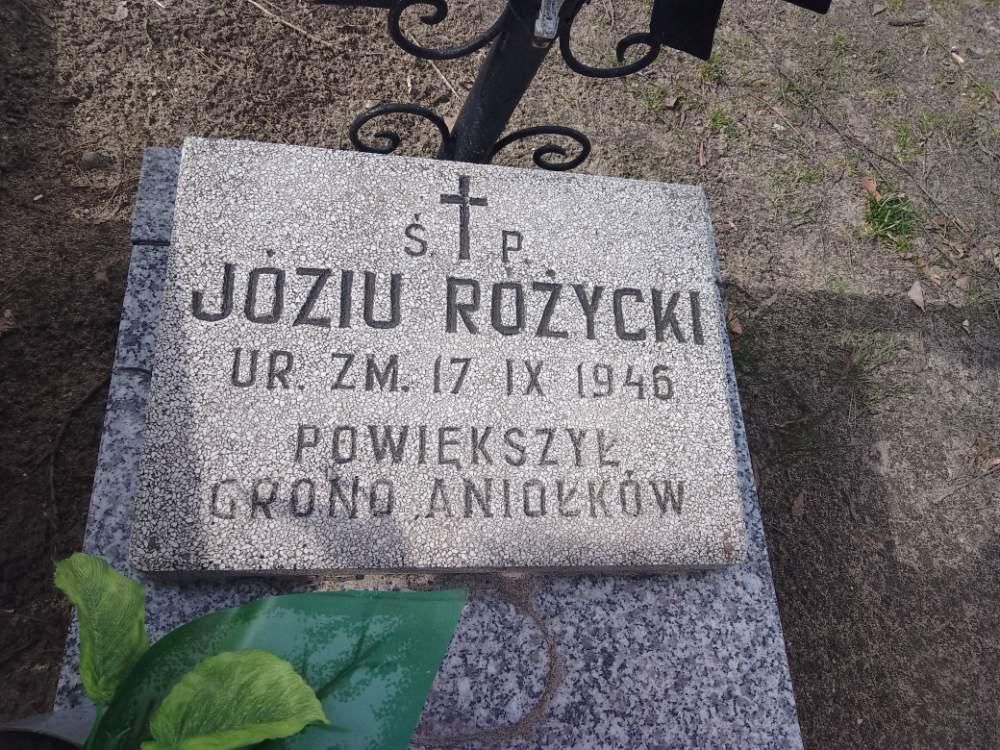 Ś. P.
JÓZIU RÓŻYCKI
UR. ZM. 17 IX 1946
POWIĘKSZYŁ
GRONO ANIOŁKÓW